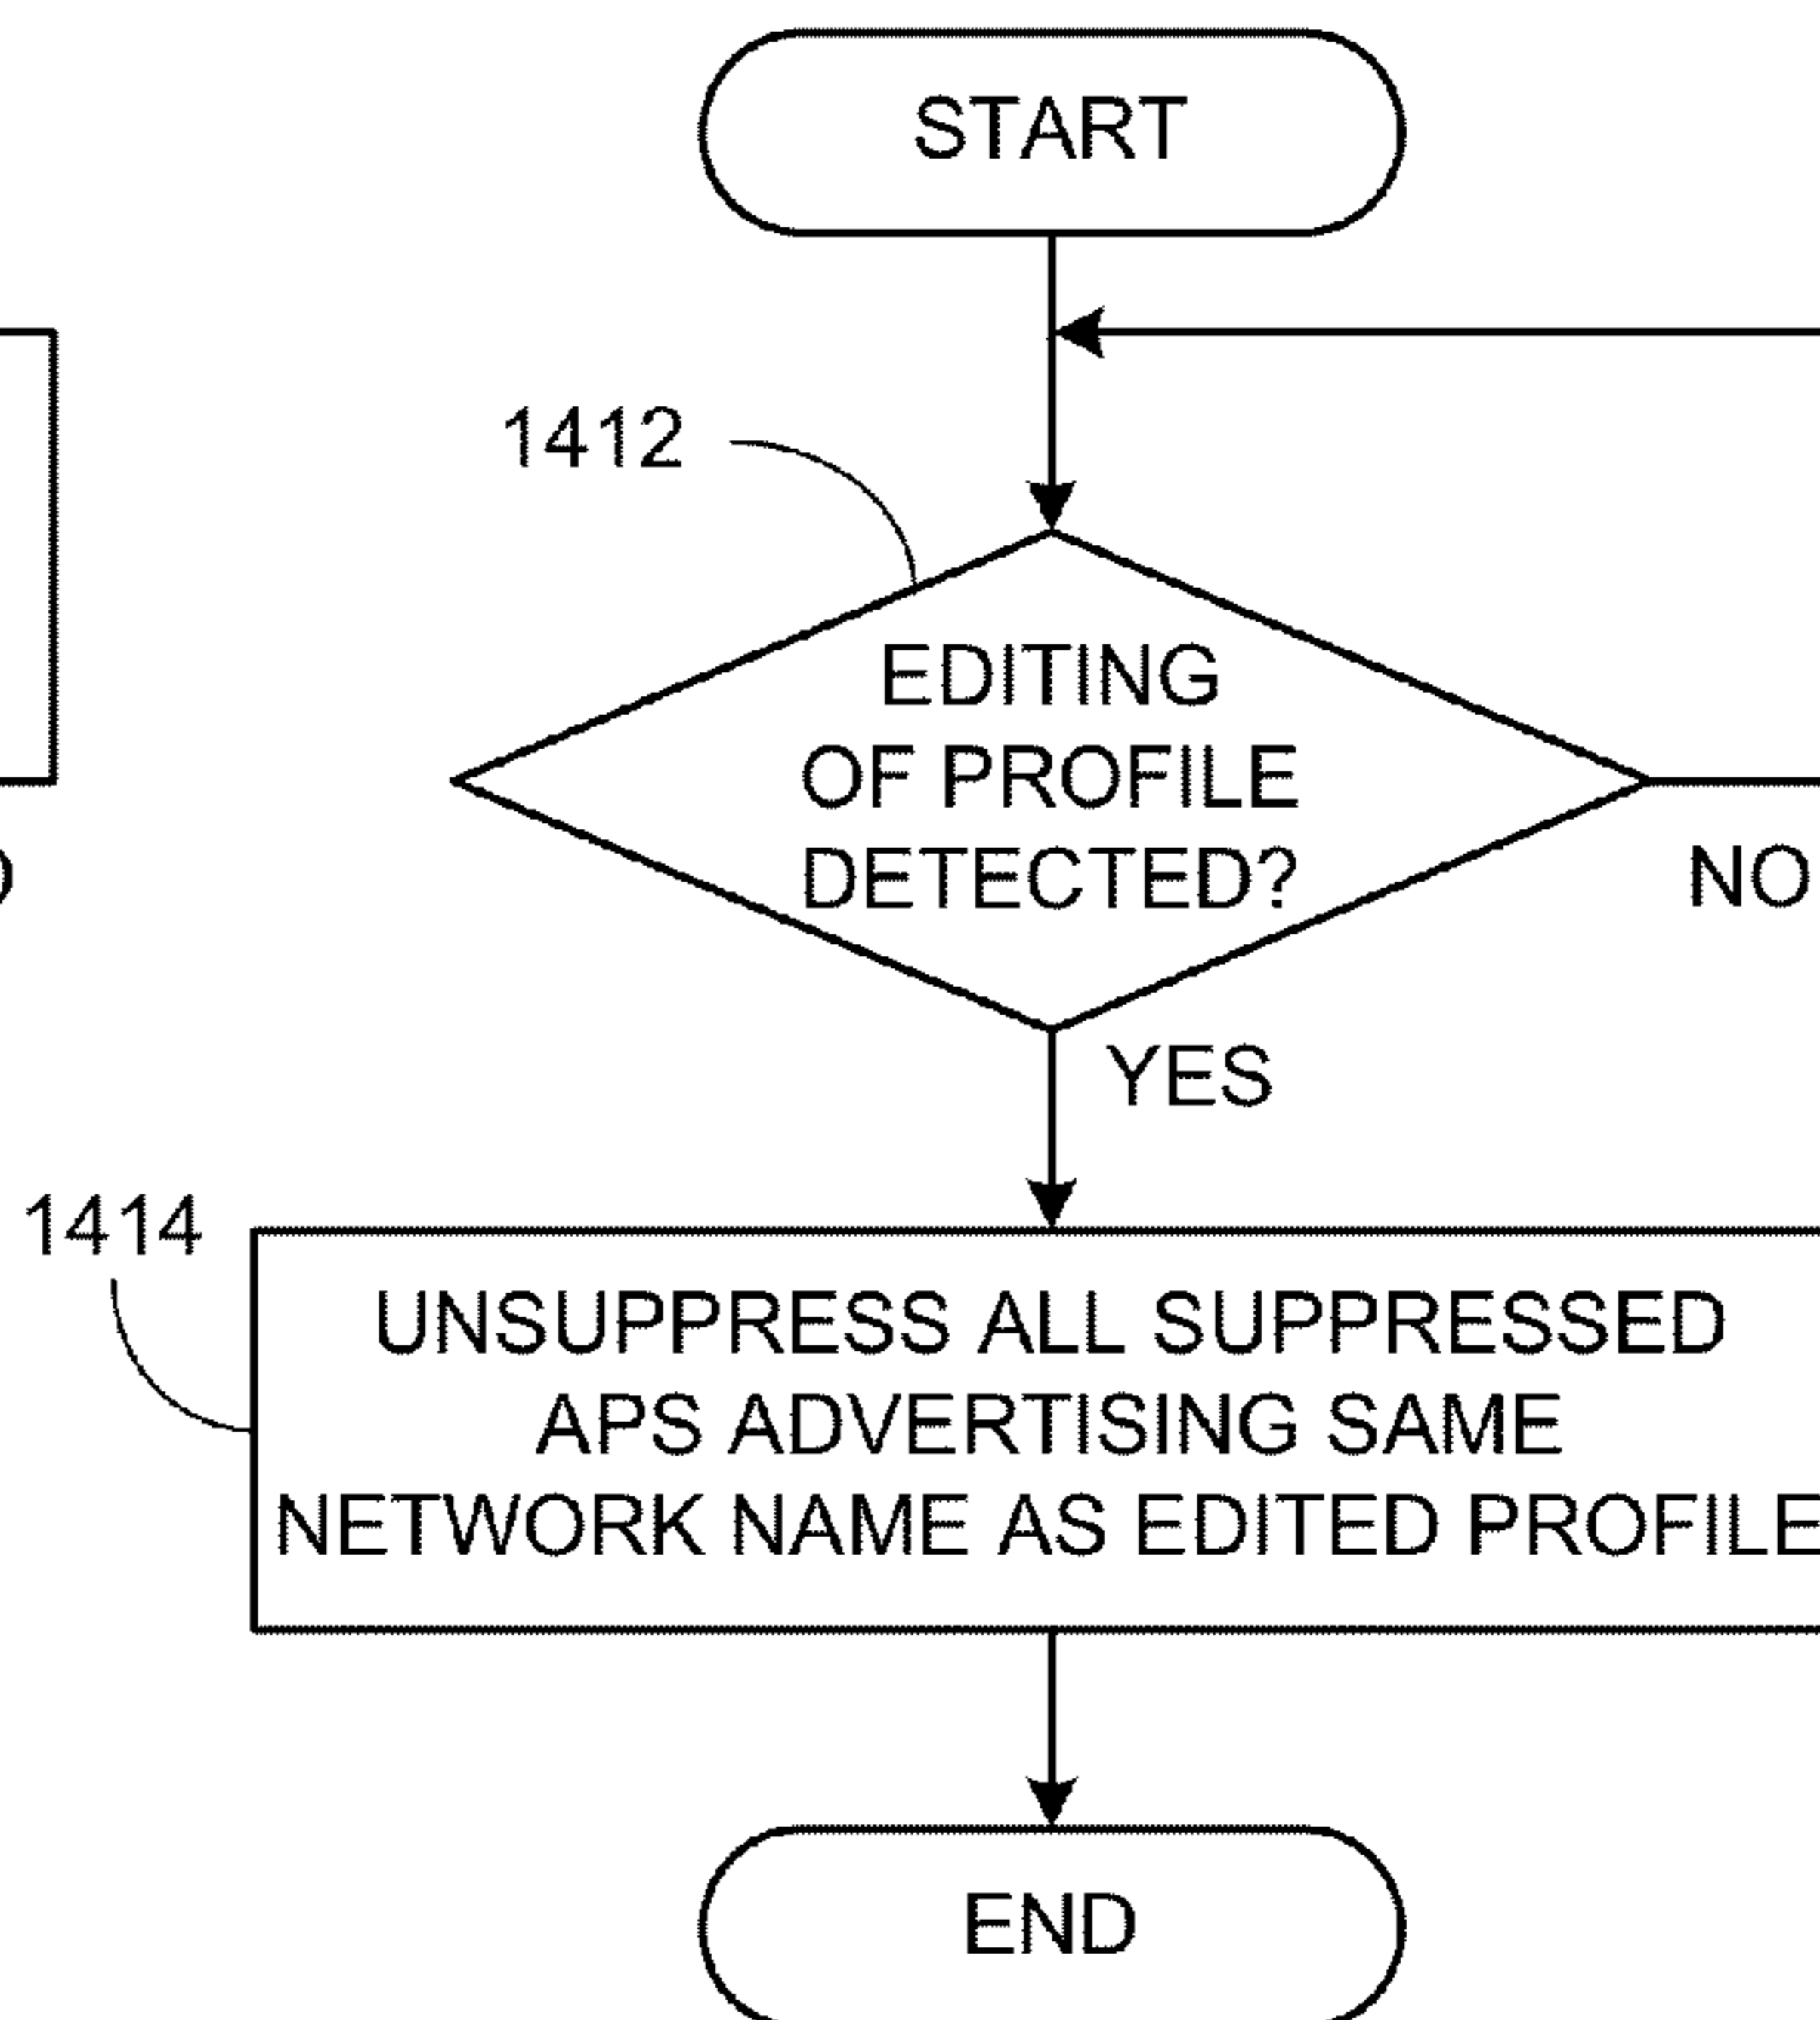 START
1412
EDITING
OF PROFILE
DETECTED?
NO
YES
1414
UNSUPPRESS ALL SUPPRESSED
APS ADVERTISING SAME
NETWORK NAME AS EDITED PROFILE
END